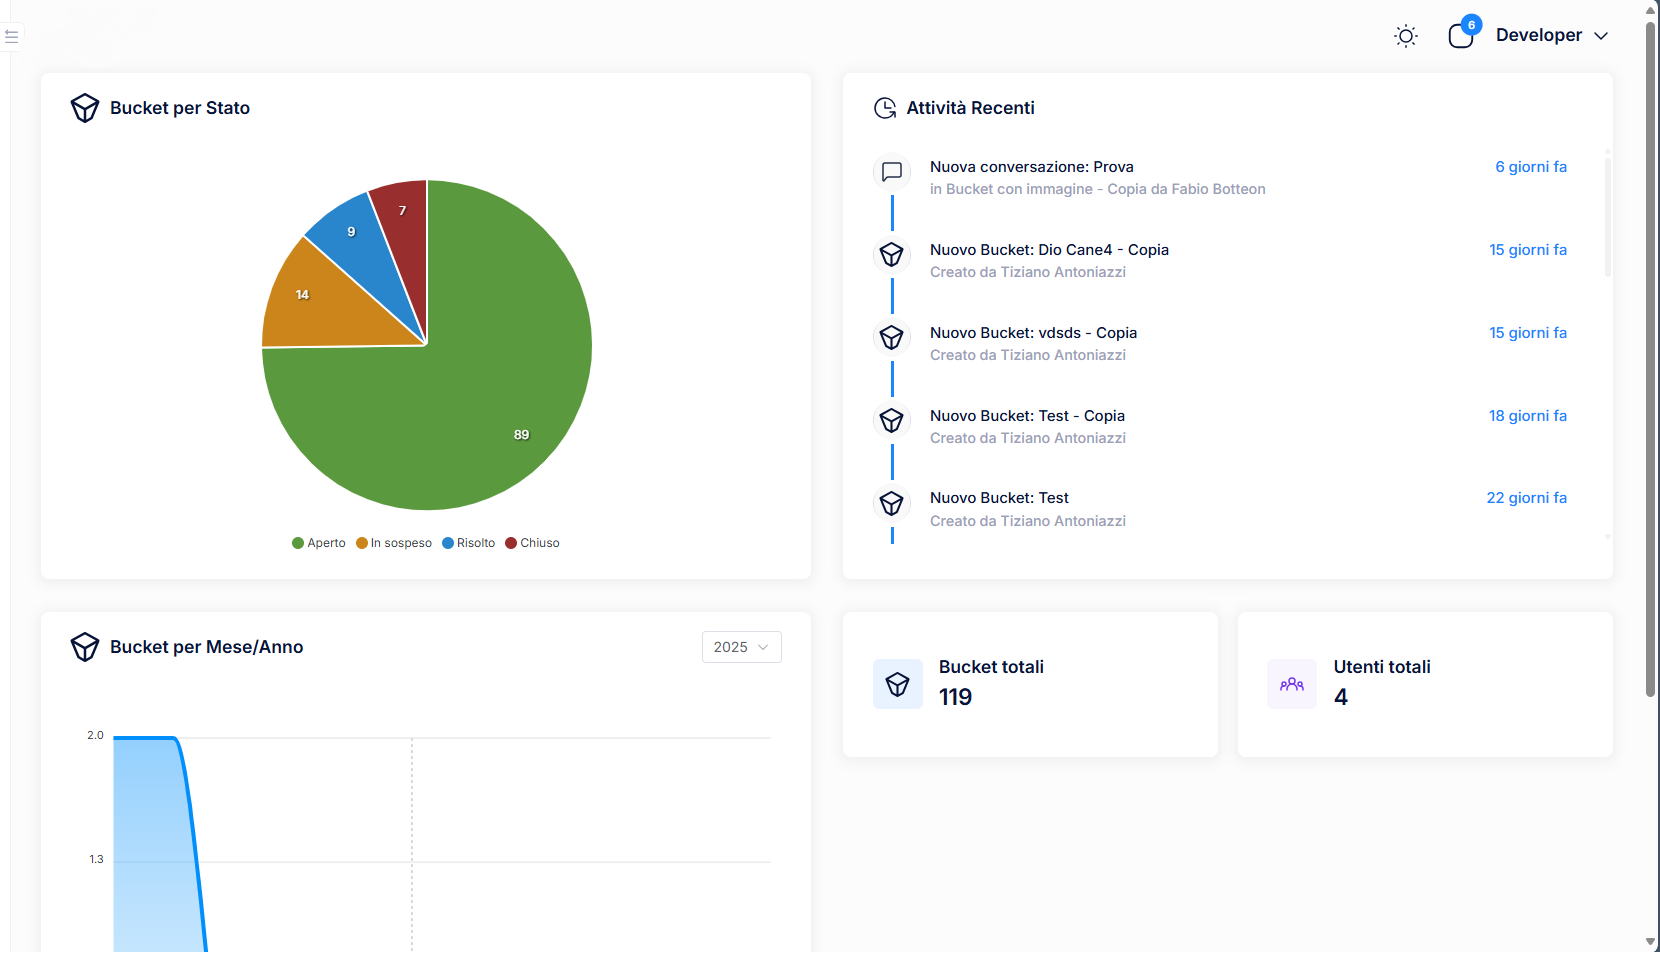 6
Developer
Bucket per Stato
7
9
14
89
Aperto In sospeso Risolto Chiuso
Attività Recenti
Nuova conversazione: Prova 6 giorni fa
in Bucket con immagine - Copia da Fabio Botteon
Nuovo Bucket: Dio Cane4 - Copia 15 giorni fa
Creato da Tiziano Antoniazzi
Nuovo Bucket: vdsds - Copia 15 giorni fa
Creato da Tiziano Antoniazzi
Nuovo Bucket: Test - Copia 18 giorni fa
Creato da Tiziano Antoniazzi
Nuovo Bucket: Test 22 giorni fa
Creato da Tiziano Antoniazzi
Bucket per Mese/Anno 2025
2.0
1.3
Bucket totali
119
Utenti totali
4